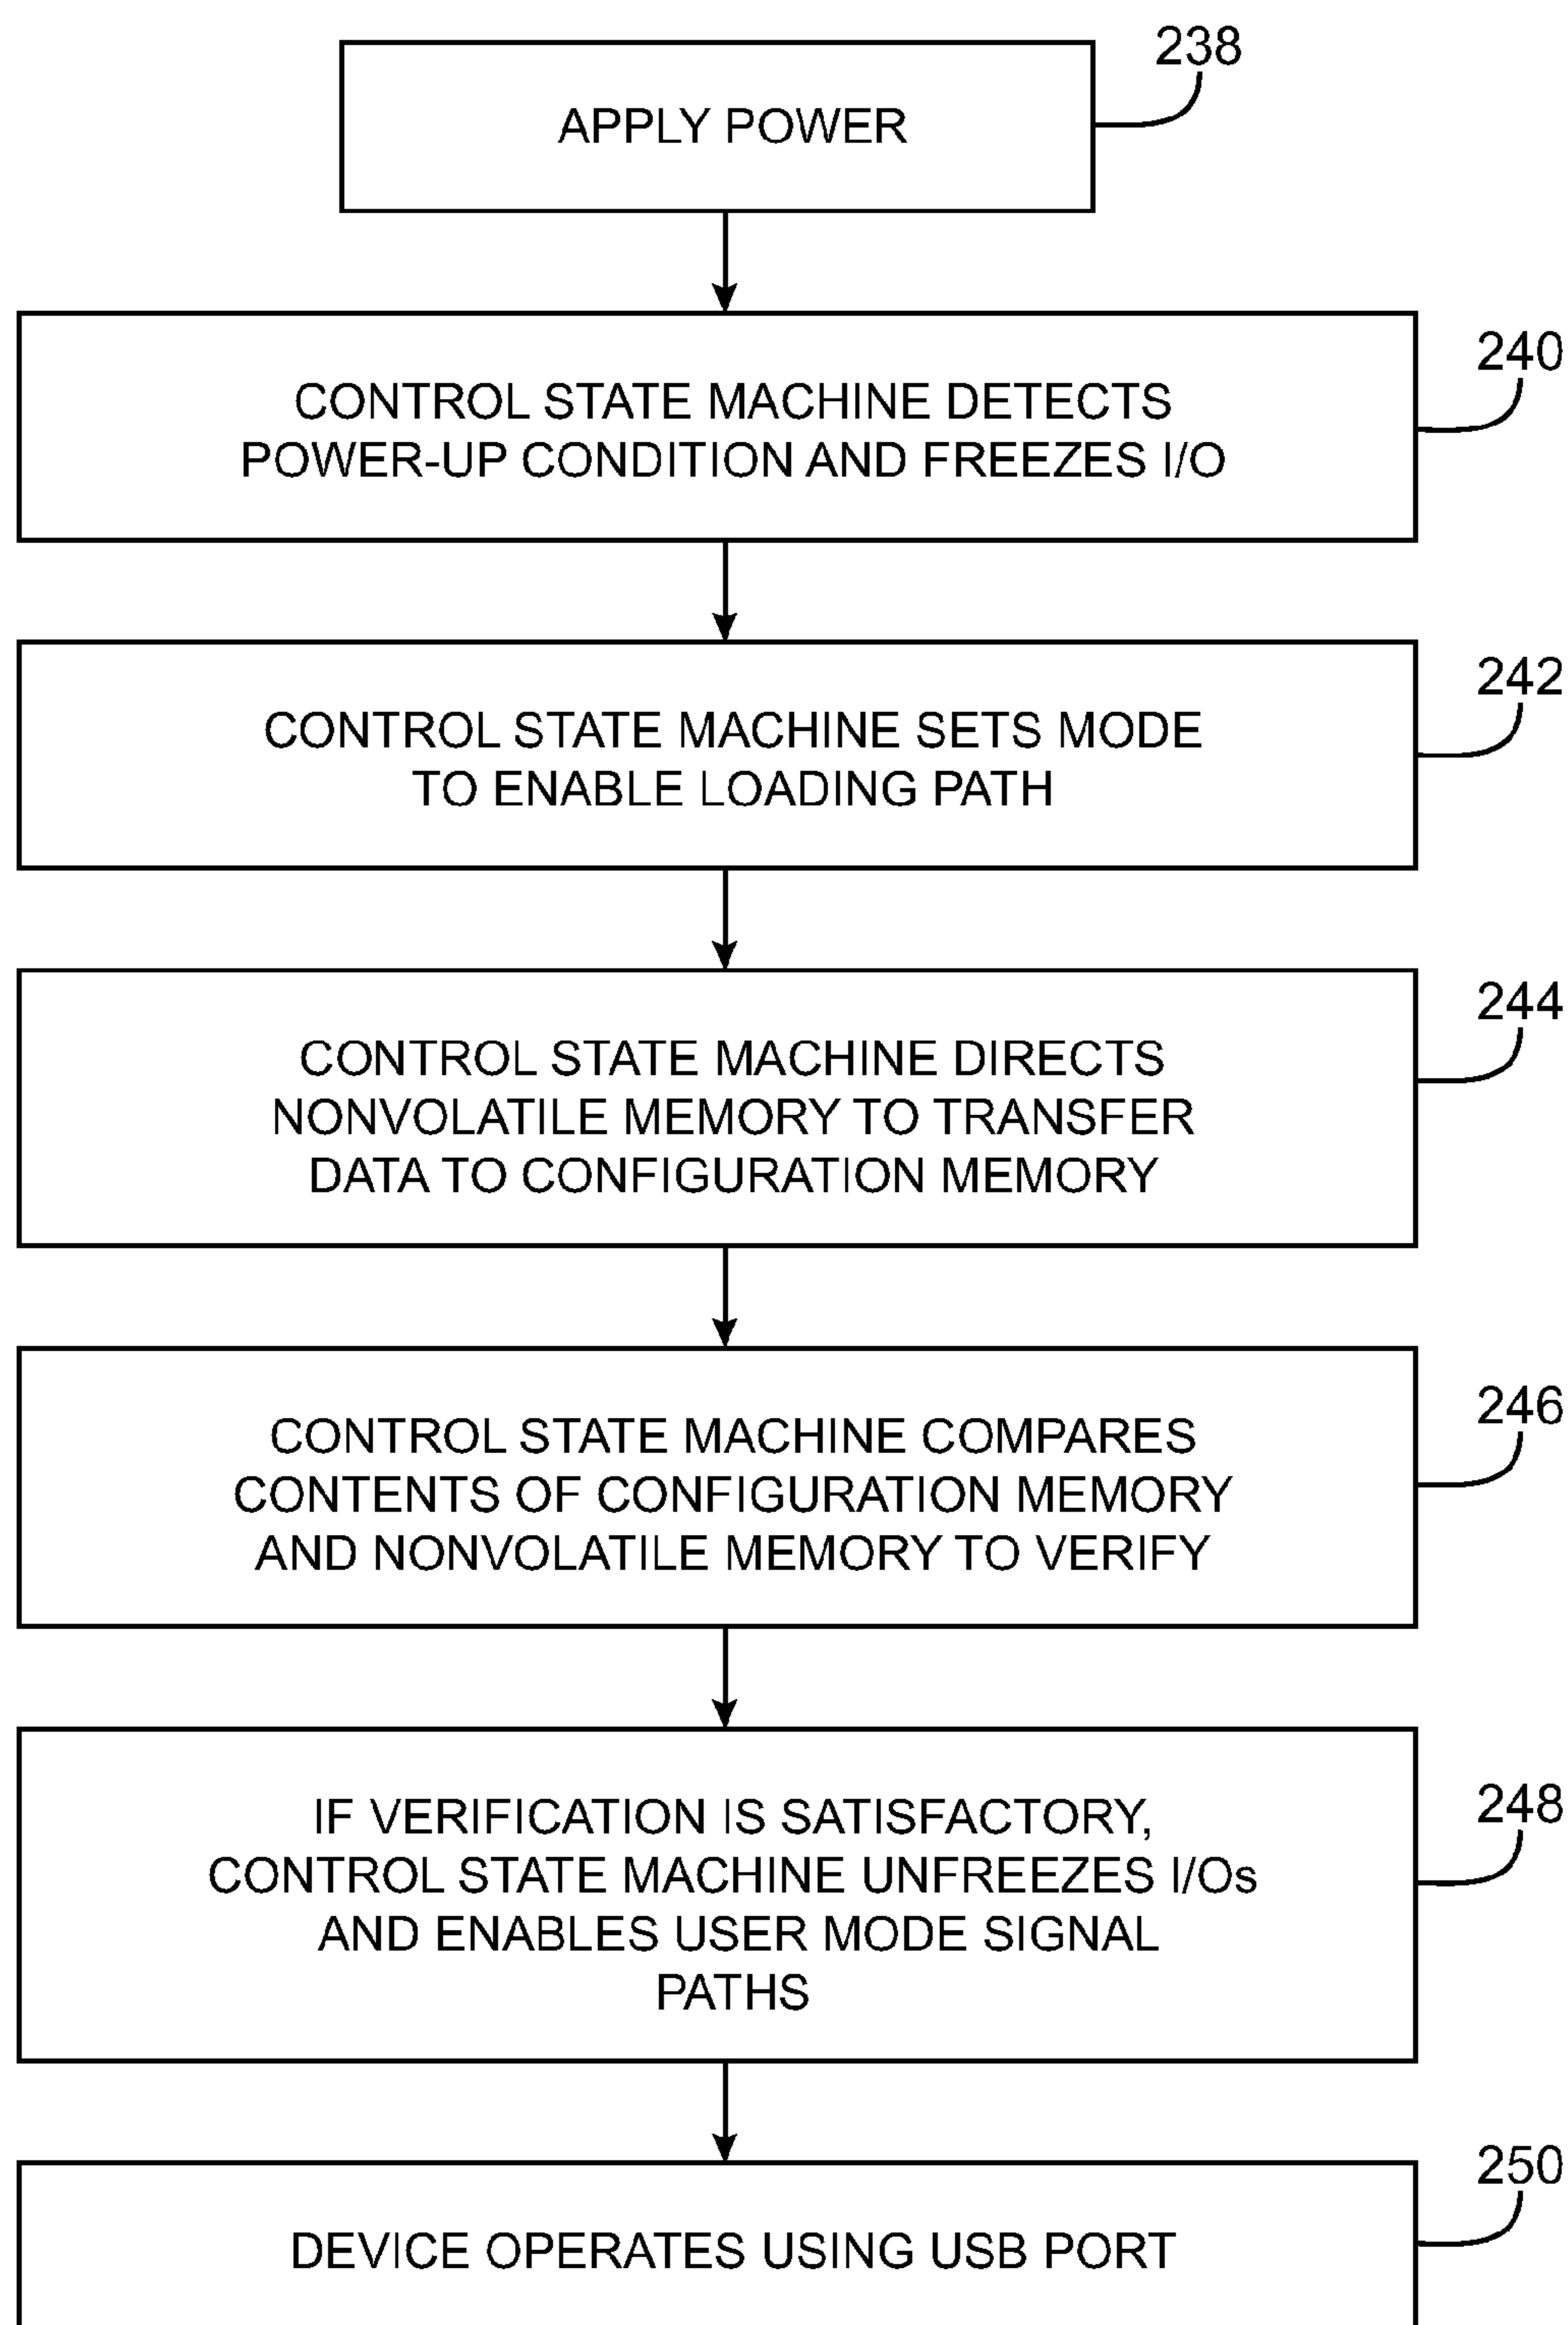 238
APPLY POWER
240
CONTROL STATE MACHINE DETECTS
POWER-UP CONDITION AND FREEZES I/O
242
CONTROL STATE MACHINE SETS MODE
TO ENABLE LOADING PATH
244
CONTROL STATE MACHINE DIRECTS
NONVOLATILE MEMORY TO TRANSFER
DATA TO CONFIGURATION MEMORY
246
CONTROL STATE MACHINE COMPARES
CONTENTS OF CONFIGURATION MEMORY
AND NONVOLATILE MEMORY TO VERIFY
248
IF VERIFICATION IS SATISFACTORY,
CONTROL STATE MACHINE UNFREEZES I/Os
AND ENABLES USER MODE SIGNAL
PATHS
250
DEVICE OPERATES USING USB PORT